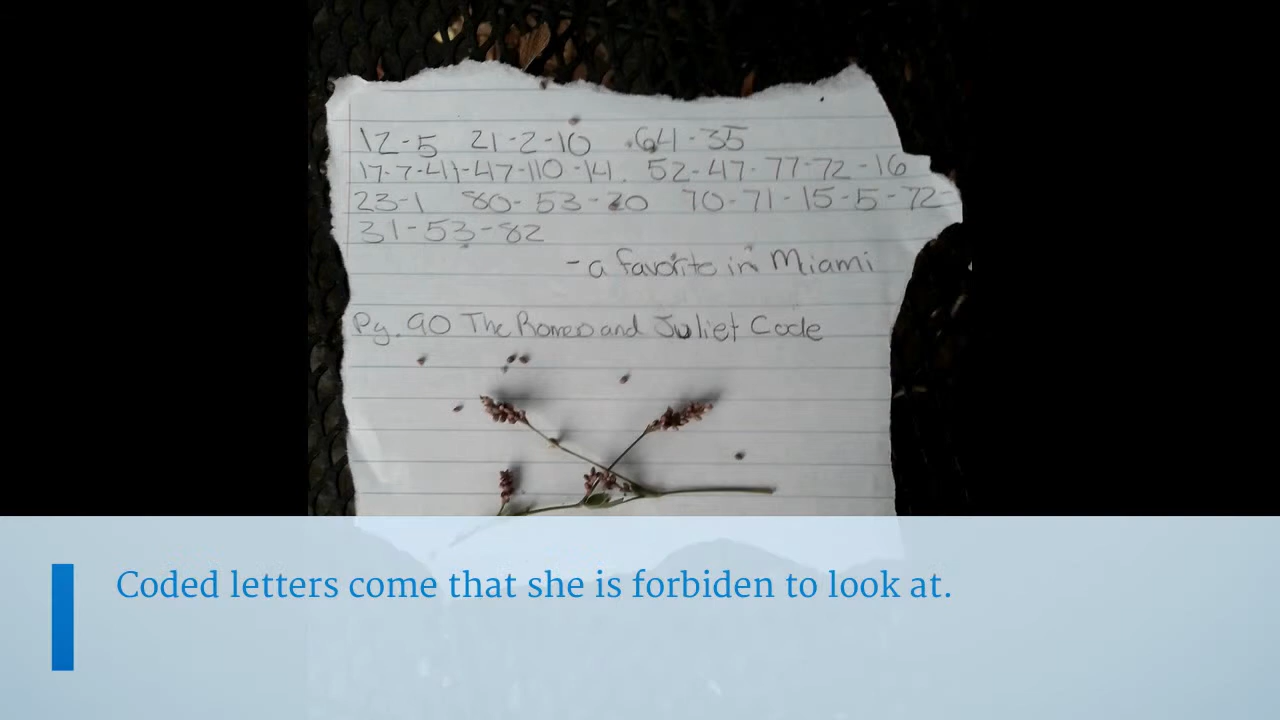 12-5 21-2-10 64-35
17-7-41-47-110-14. 52-47-77-72-16
23-1 80-53-20 70-71-15-5-72-
31-53-82
-a favorite in Miami
Pg. 90 The Romeo and Juliet Code
Coded letters come that she is forbiden to look at.